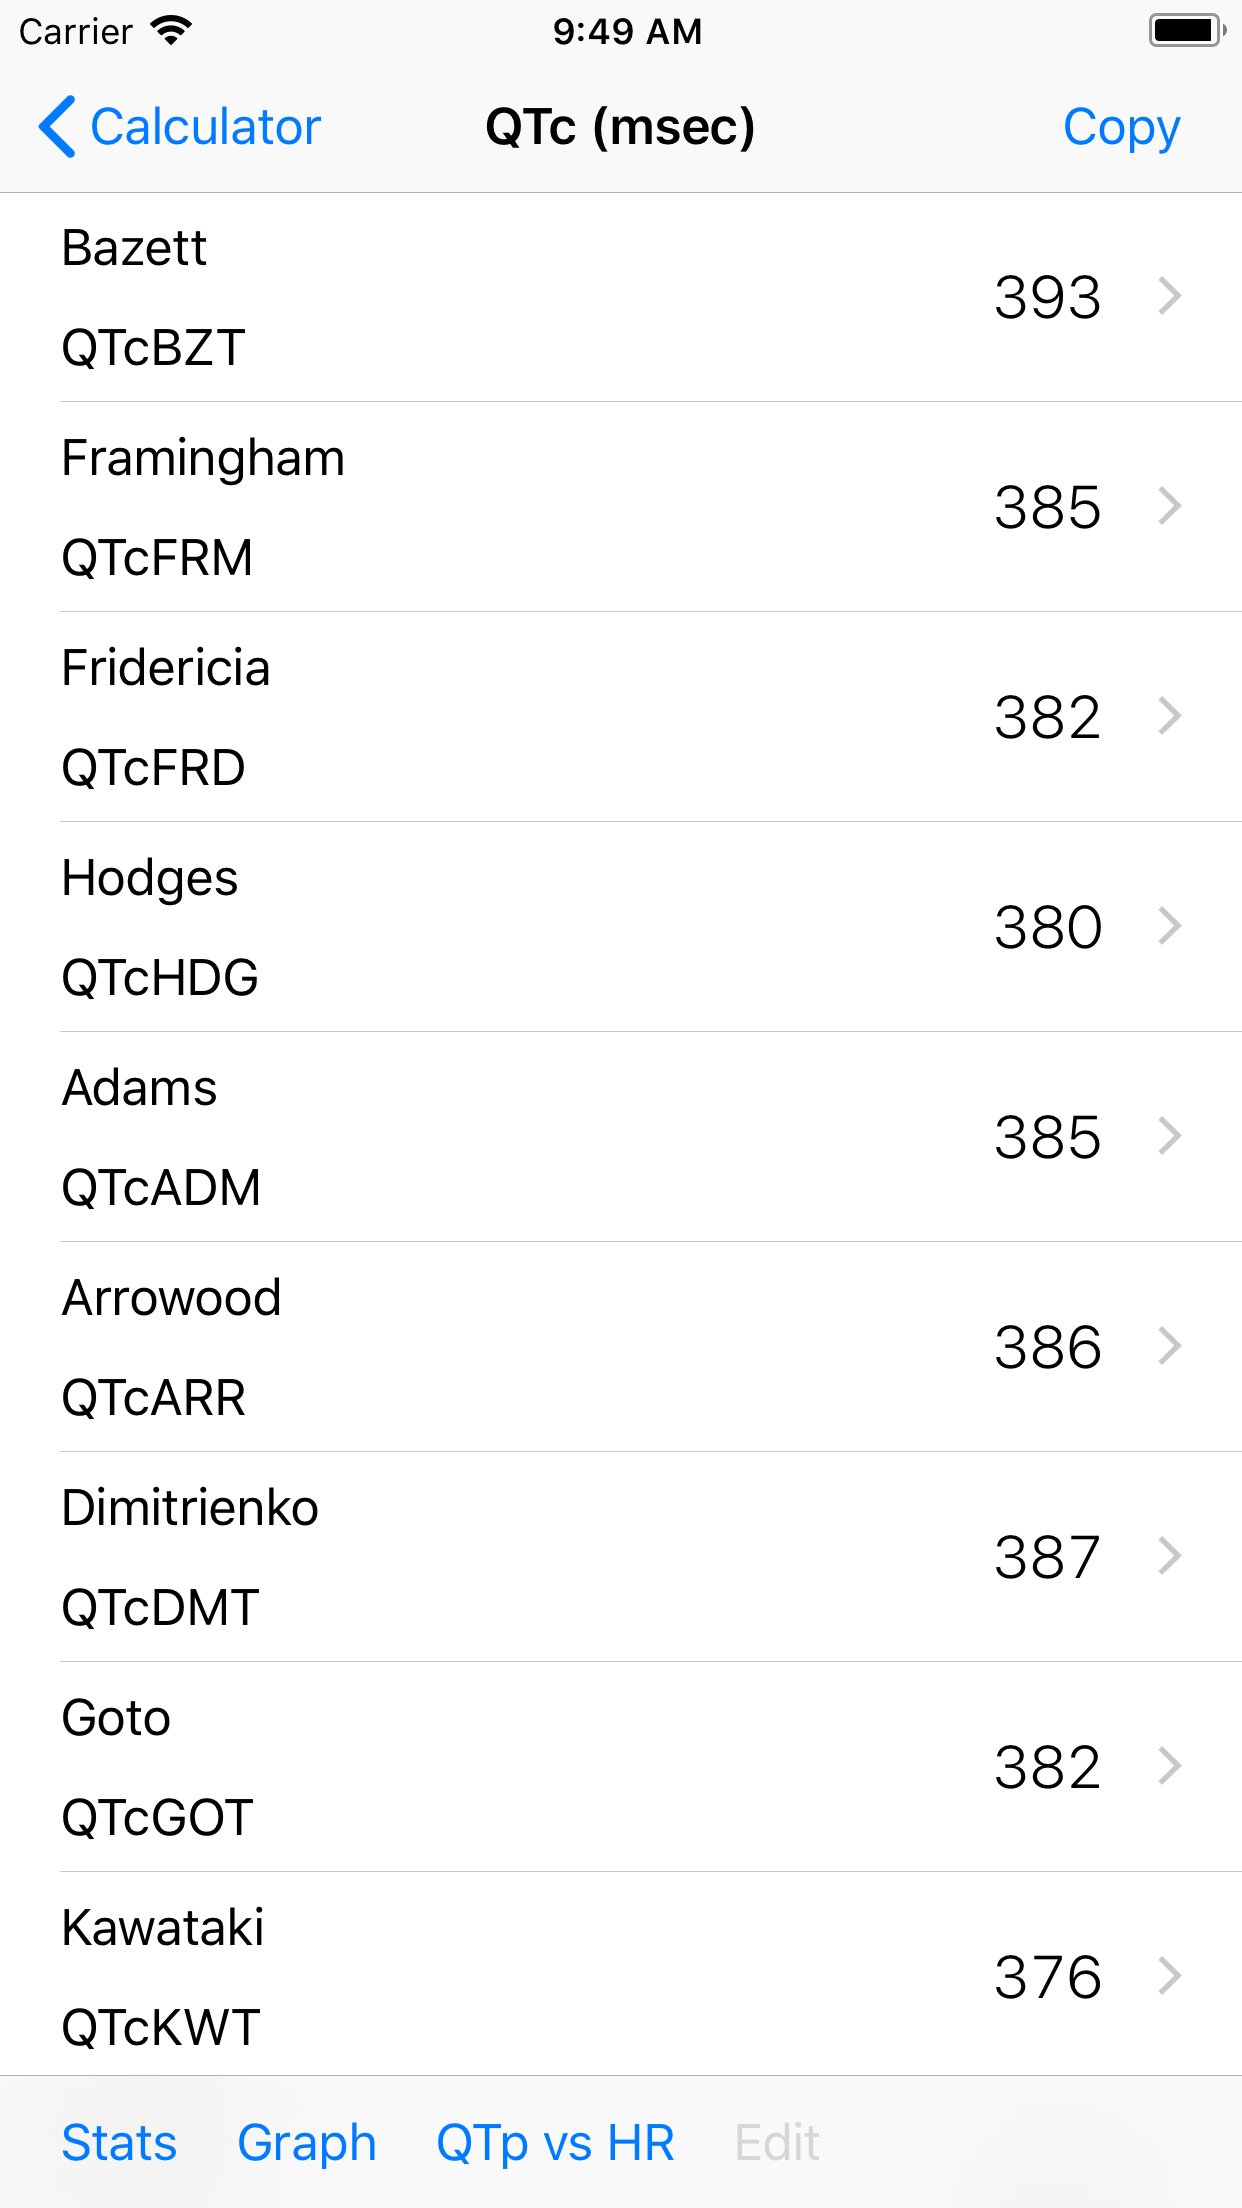 Carrier 9:49 AM
Calculator QTc (msec) Copy
Bazett
393
QTcBZT
Framingham
385
QTcFRM
Fridericia
382
QTcFRD
Hodges
380
QTcHDG
Adams
385
QTcADM
Arrowood
386
QTcARR
Dimitrienko
387
QTcDMT
Goto
382
QTcGOT
Kawataki
376
QTcKWT
Stats Graph QTp vs HR Edit